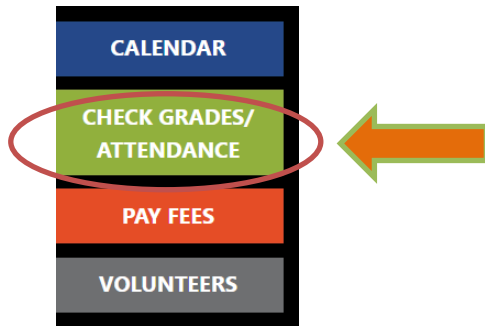 CALENDAR
CHECK GRADES/
ATTENDANCE
PAY FEES
VOLUNTEERS